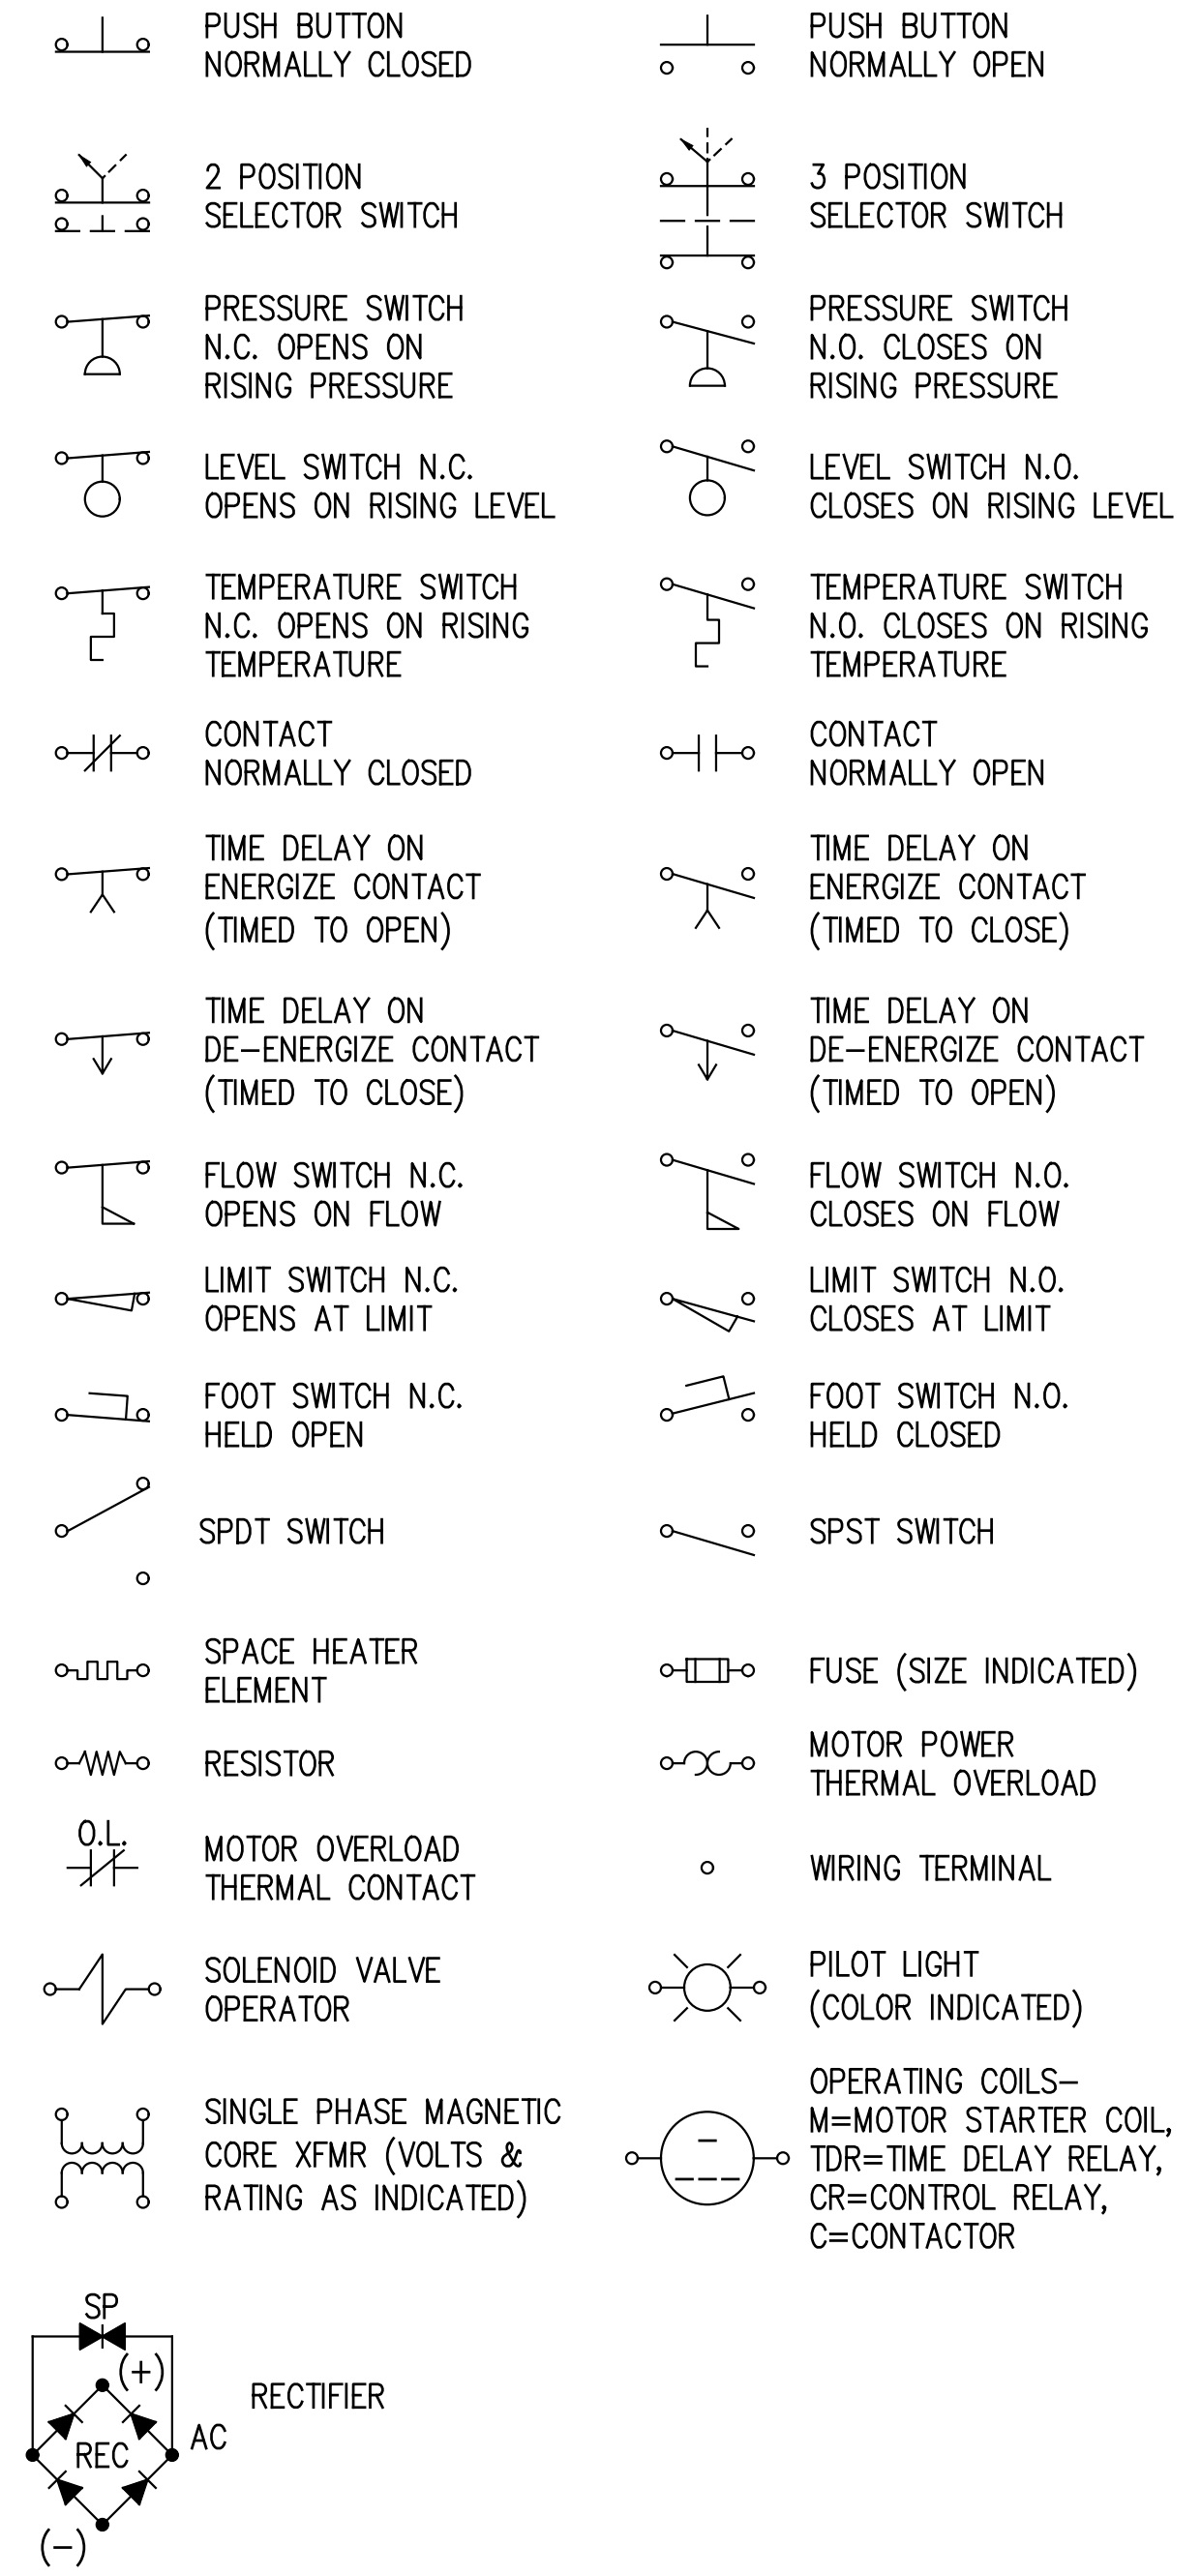 PUSH BUTTON
NORMALLY CLOSED
PUSH BUTTON
NORMALLY OPEN
2 POSITION
SELECTOR SWITCH
3 POSITION
SELECTOR SWITCH
PRESSURE SWITCH
N.C. OPENS ON
RISING PRESSURE
PRESSURE SWITCH
N.O. CLOSES ON
RISING PRESSURE
LEVEL SWITCH N.C.
OPENS ON RISING LEVEL
LEVEL SWITCH N.O.
CLOSES ON RISING LEVEL
TEMPERATURE SWITCH
N.C. OPENS ON RISING
TEMPERATURE
TEMPERATURE SWITCH
N.O. CLOSES ON RISING
TEMPERATURE
CONTACT
NORMALLY CLOSED
CONTACT
NORMALLY OPEN
TIME DELAY ON
ENERGIZE CONTACT
(TIMED TO OPEN)
TIME DELAY ON
ENERGIZE CONTACT
(TIMED TO CLOSE)
TIME DELAY ON
DE-ENERGIZE CONTACT
(TIMED TO CLOSE)
TIME DELAY ON
DE-ENERGIZE CONTACT
(TIMED TO OPEN)
FLOW SWITCH N.C.
OPENS ON FLOW
FLOW SWITCH N.O.
CLOSES ON FLOW
LIMIT SWITCH N.C.
OPENS AT LIMIT
LIMIT SWITCH N.O.
CLOSES AT LIMIT
FOOT SWITCH N.C.
HELD OPEN
FOOT SWITCH N.O.
HELD CLOSED
SPDT SWITCH
SPST SWITCH
SPACE HEATER
ELEMENT
FUSE (SIZE INDICATED)
RESISTOR
MOTOR POWER
THERMAL OVERLOAD
O.L.
MOTOR OVERLOAD
THERMAL CONTACT
WIRING TERMINAL
SOLENOID VALVE
OPERATOR
PILOT LIGHT
(COLOR INDICATED)
SINGLE PHASE MAGNETIC
CORE XFMR (VOLTS &
RATING AS INDICATED)
OPERATING COILS-
M=MOTOR STARTER COIL,
TDR=TIME DELAY RELAY,
CR=CONTROL RELAY,
C=CONTACTOR
SP
(+)
RECTIFIER
AC
REC
(-)